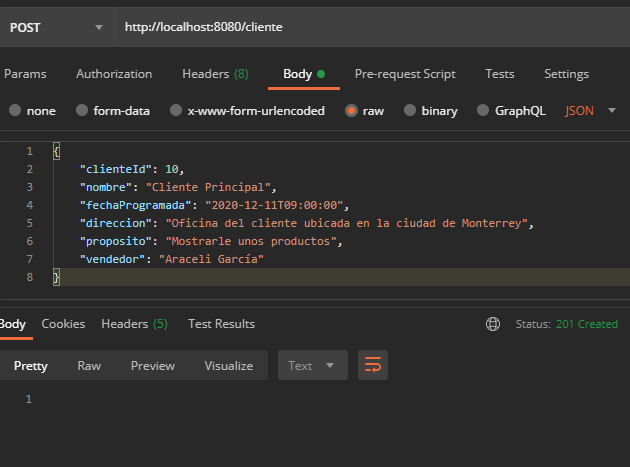 POST http://localhost:8080/cliente
Params Authorization Headers (8) Body Pre-request Script Tests Settings
none form-data x-www-form-urlencoded raw binary GraphQL JSON
1 {
2 "clienteId": 10,
3 "nombre": "Cliente Principal",
4 "fechaProgramada": "2020-12-11T09:00:00",
5 "direccion": "Oficina del cliente ubicada en la ciudad de Monterrey",
6 "proposito": "Mostrarle unos productos",
7 "vendedor": "Araceli García"
8 }
Body Cookies Headers (5) Test Results Status: 201 Created
Pretty Raw Preview Visualize Text
1